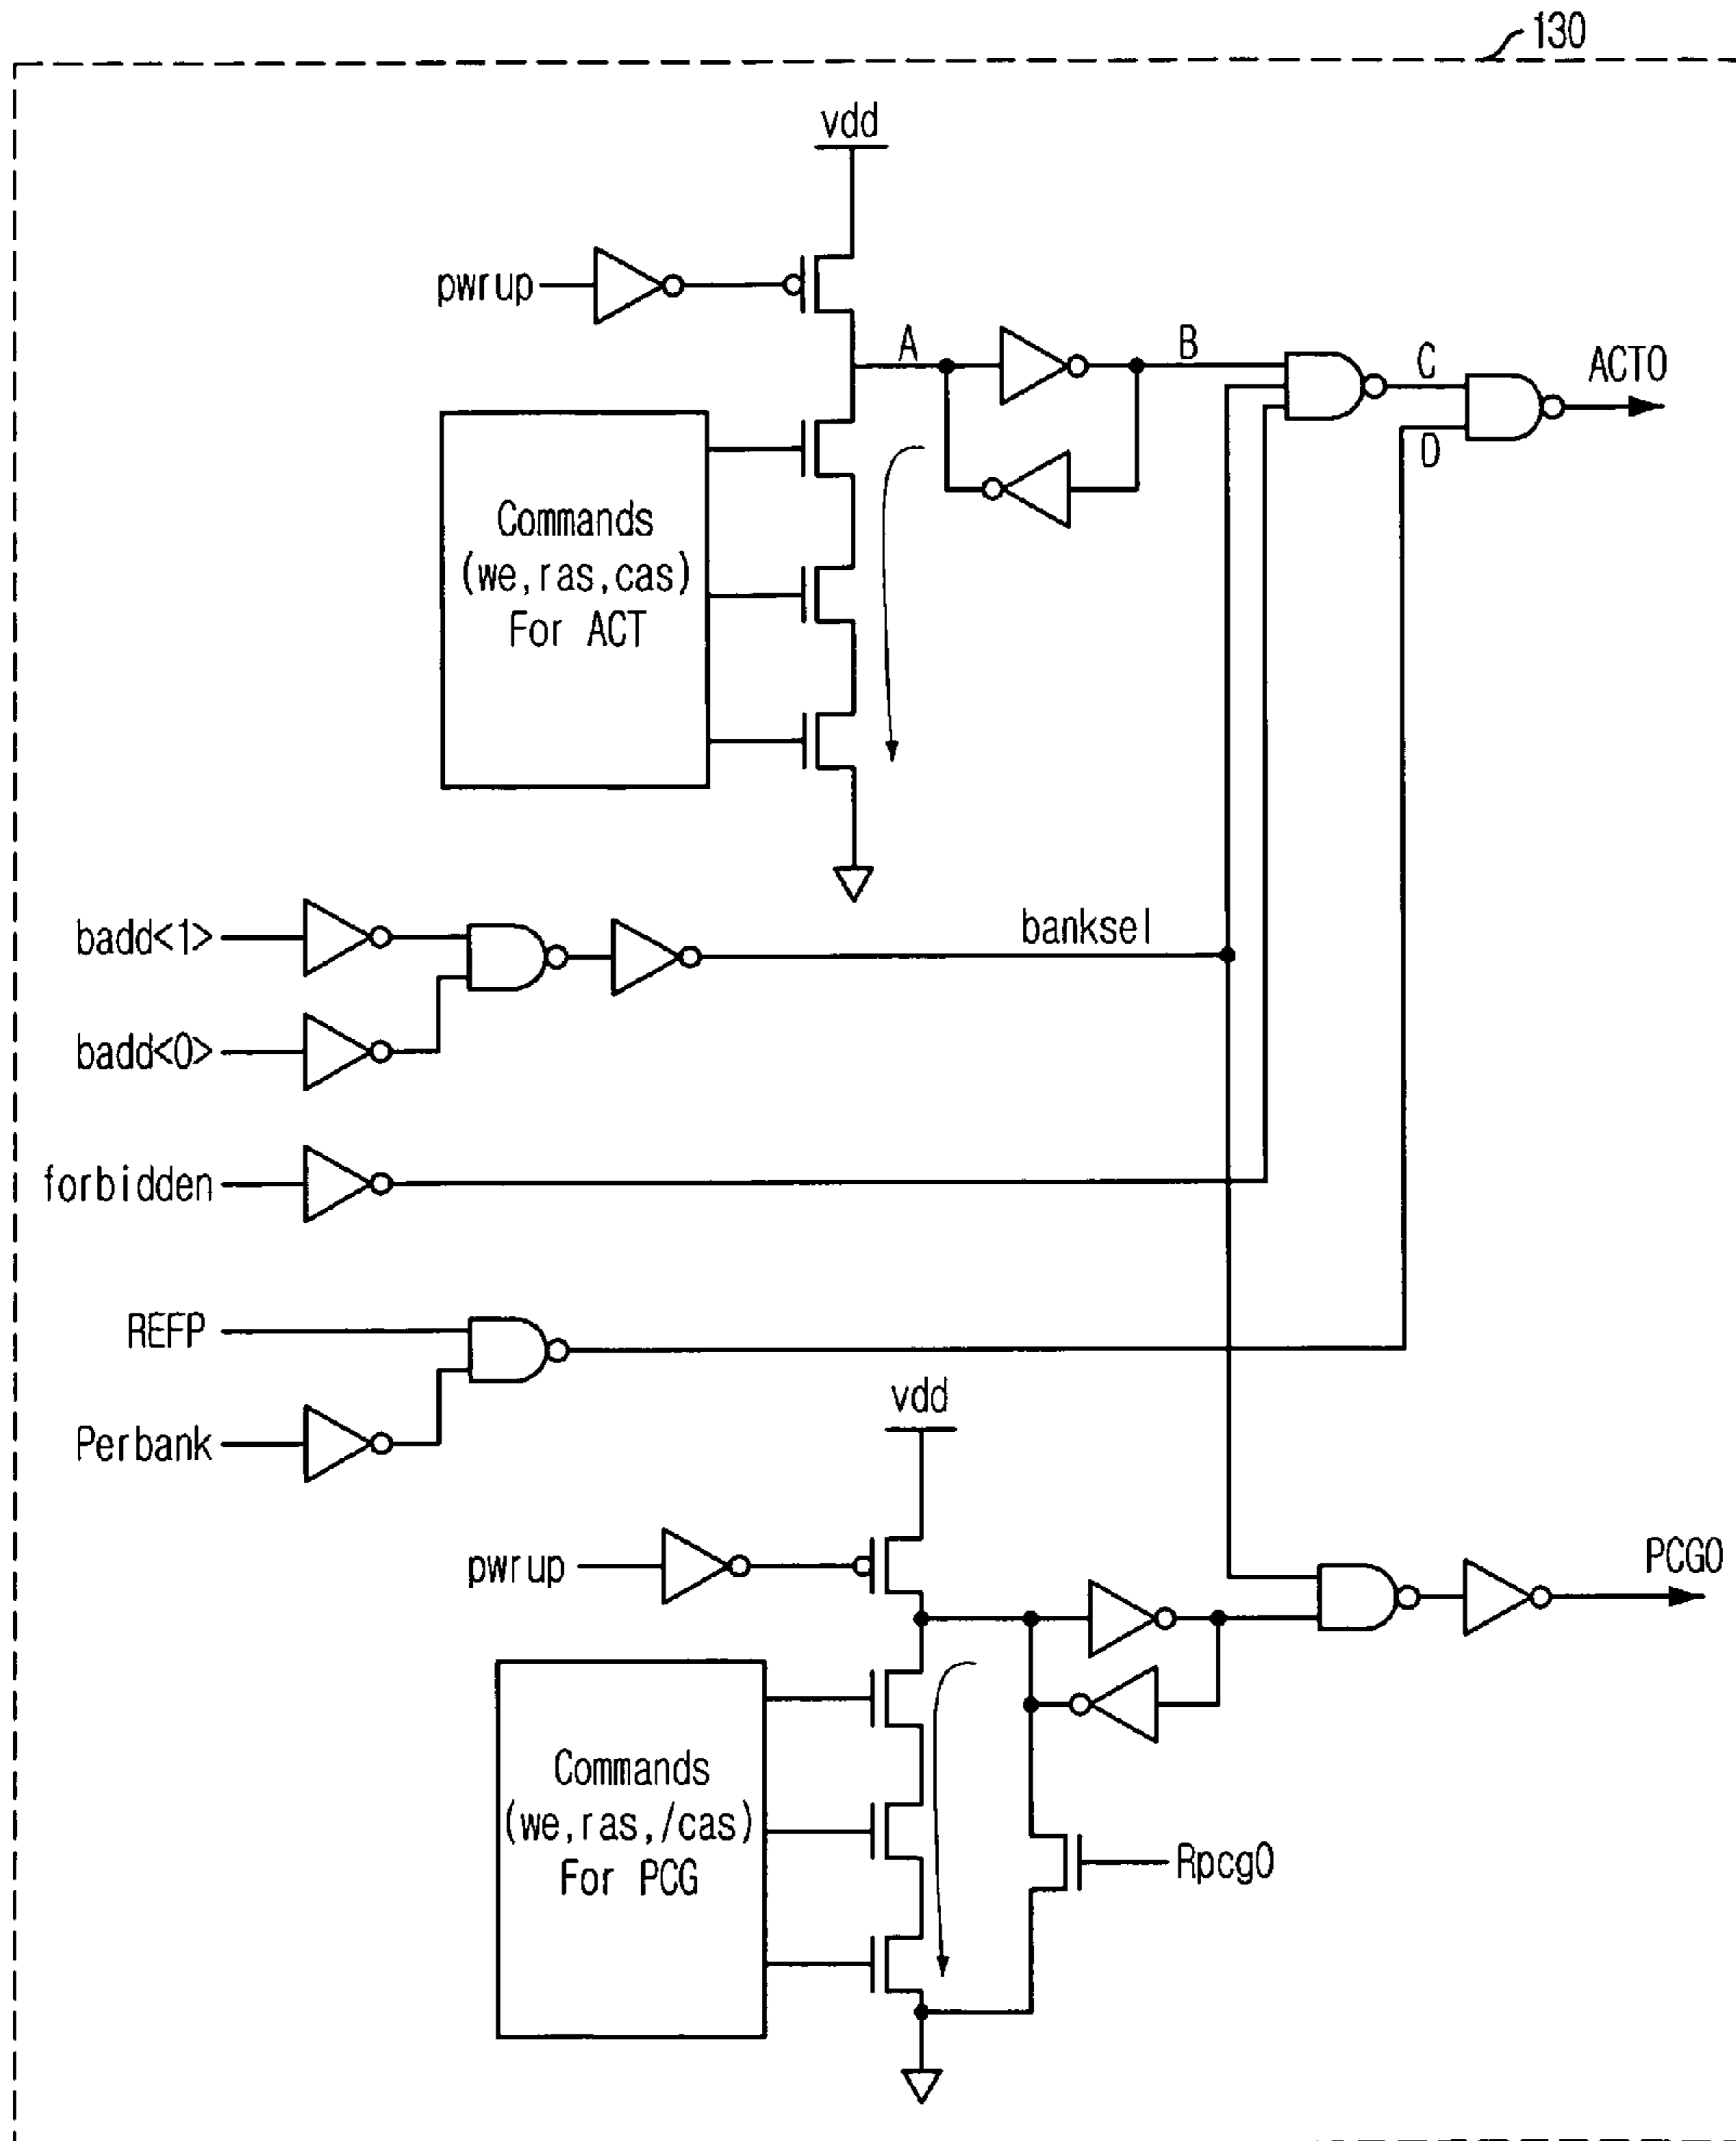 130
vdd
pwrup
A
B
C
ACT0
D
Commands
(we,ras,cas)
For ACT
badd<1>
banksel
badd<0>
forbidden
REFP
Perbank
vdd
pwrup
PCG0
Commands
(we,ras,/cas)
For PCG
Rpcg0